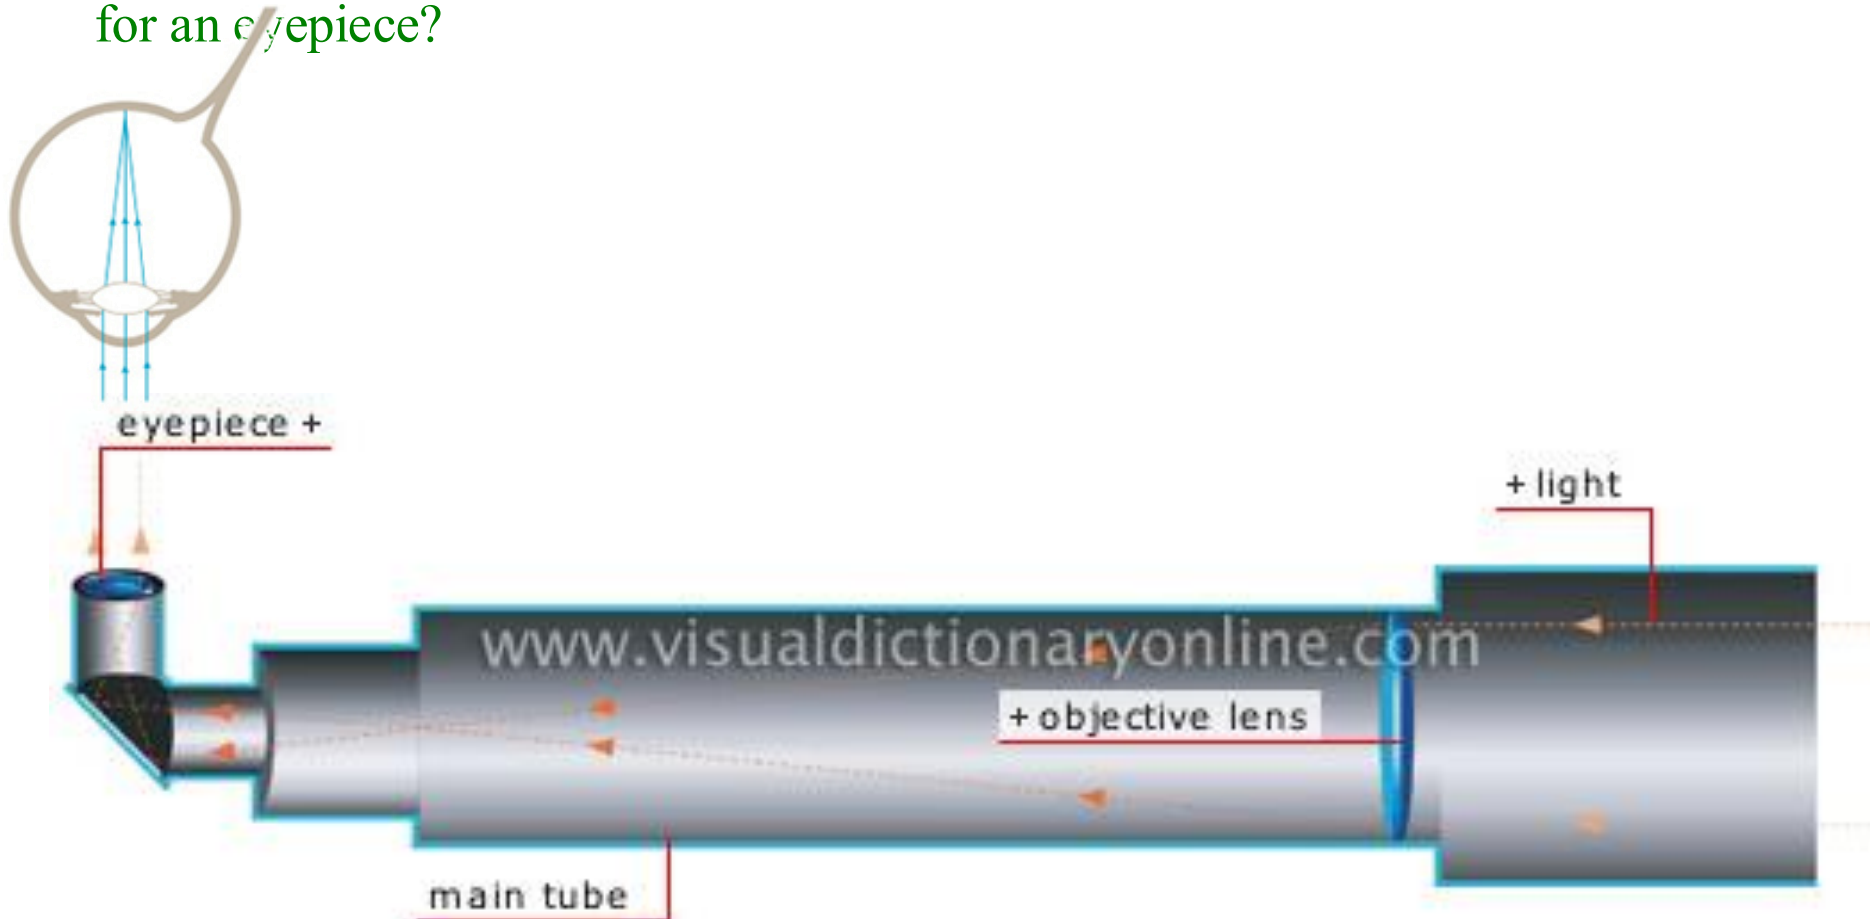 for an eyepiece?
eyepiece +
+ light
www.visualdictionaryonline.com
+ objective lens
main tube